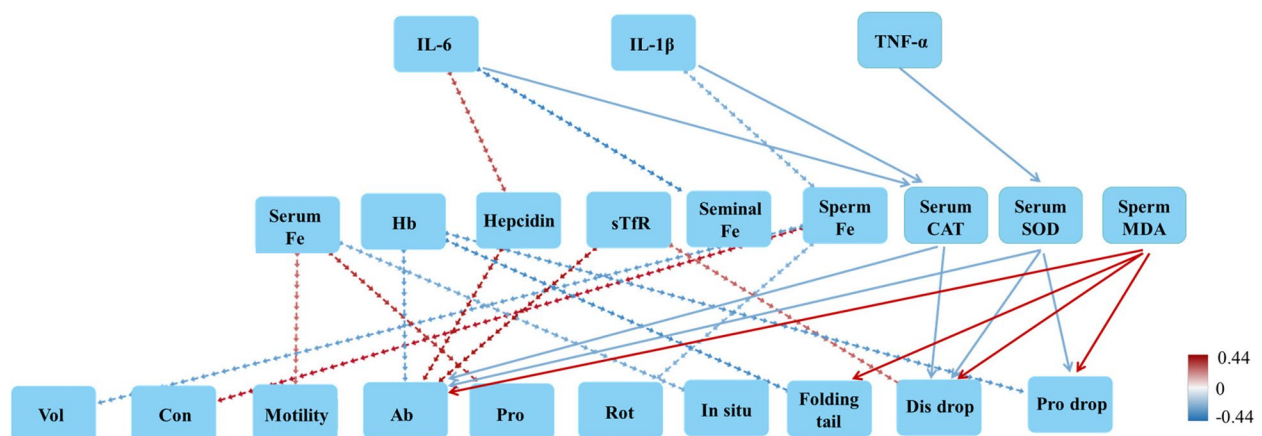 IL-6
IL-1β
TNF-α
Serum
Fe
Hb
Hepcidin
sTfR
Seminal
Fe
Sperm
Fe
Serum
CAT
Serum
SOD
Sperm
MDA
Vol
Con
Motility
Ab
Pro
Rot
In situ
Folding
tail
Dis drop
Pro drop
0.44
0
-0.44